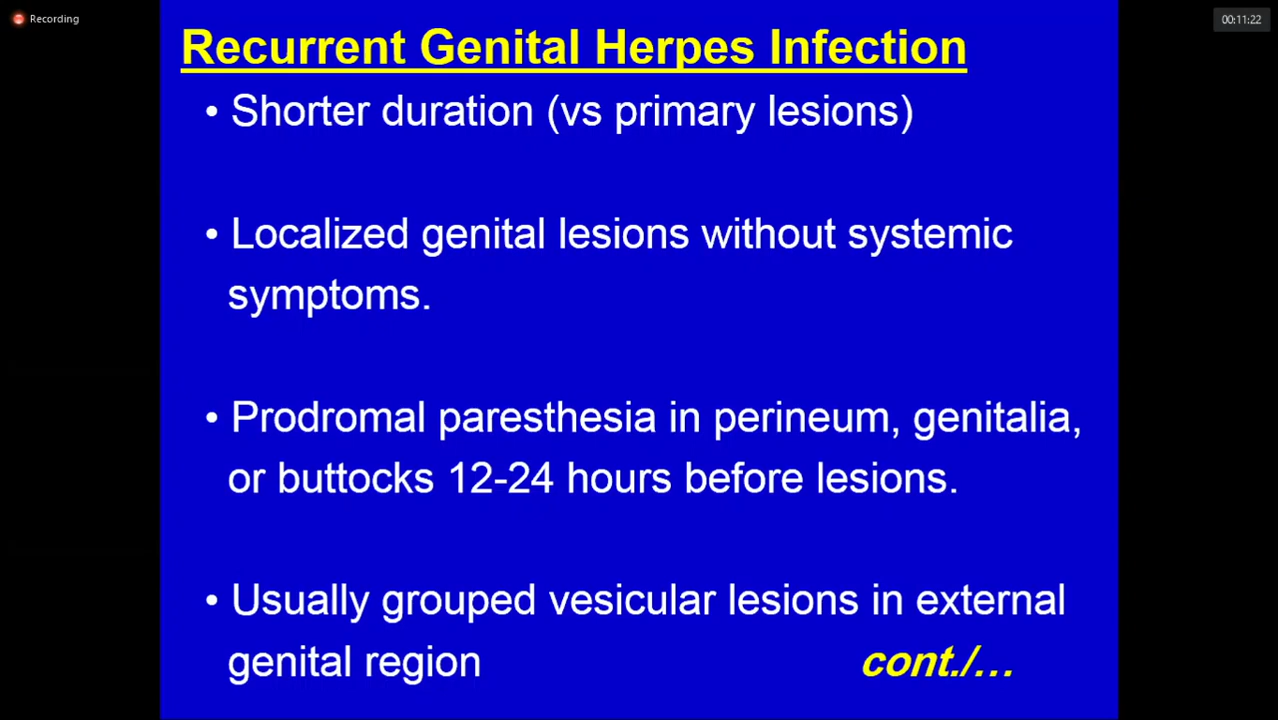 Recording
00:11:22
Recurrent Genital Herpes Infection
• Shorter duration (vs primary lesions)
• Localized genital lesions without systemic
symptoms.
• Prodromal paresthesia in perineum, genitalia,
or buttocks 12-24 hours before lesions.
• Usually grouped vesicular lesions in external
genital region cont./...